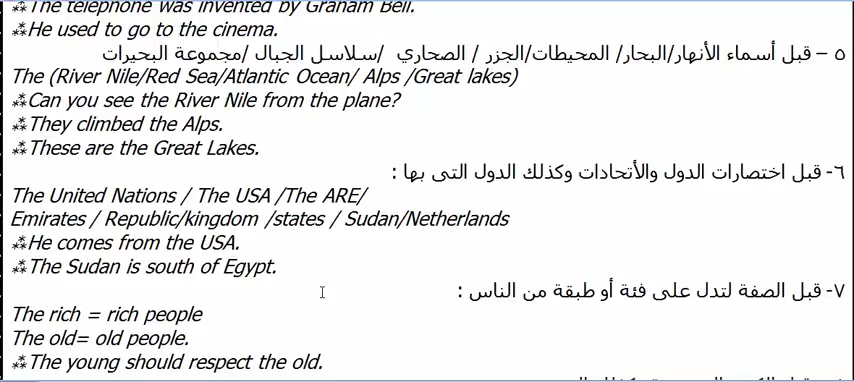 ⁂The telephone was invented by Graham Bell.
⁂He used to go to the cinema.
٥ – قبل أسماء الأنهار/البحار/ المحيطات/الجزر / الصحاري /سلاسل الجبال /مجموعة البحيرات
The (River Nile/Red Sea/Atlantic Ocean/ Alps /Great lakes)
⁂Can you see the River Nile from the plane?
⁂They climbed the Alps.
⁂These are the Great Lakes.
٦- قبل اختصارات الدول والأتحادات وكذلك الدول التى بها :
The United Nations / The USA /The ARE/
Emirates / Republic/kingdom /states / Sudan/Netherlands
⁂He comes from the USA.
⁂The Sudan is south of Egypt.
٧- قبل الصفة لتدل على فئة أو طبقة من الناس :
The rich = rich people
The old= old people.
⁂The young should respect the old.